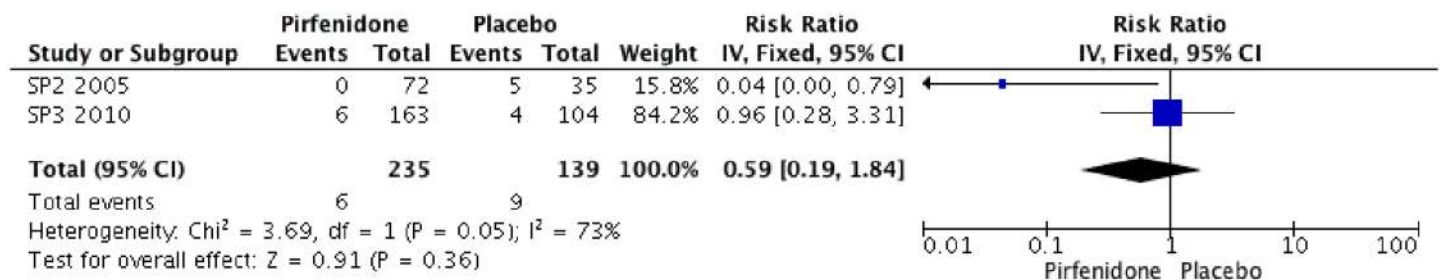 Pirfenidone Placebo Risk Ratio Risk Ratio
Study or Subgroup Events Total Events Total Weight IV, Fixed, 95% CI IV, Fixed, 95% CI
SP2 2005 0 72 5 35 15.8% 0.04 [0.00, 0.79]
SP3 2010 6 163 4 104 84.2% 0.96 [0.28, 3.31]
Total (95% CI) 235 139 100.0% 0.59 [0.19, 1.84]
Total events 6 9
Heterogeneity: Chi² = 3.69, df = 1 (P = 0.05); I² = 73%
Test for overall effect: Z = 0.91 (P = 0.36)
0.01 0.1 1 10 100
Pirfenidone Placebo